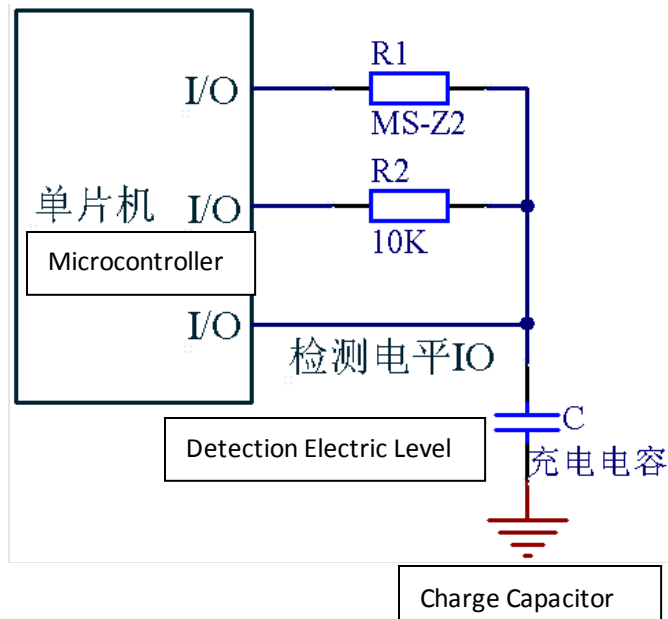 R1
I/O
MS-Z2
R2
单片机
I/O
10K
Microcontroller
I/O
检测电平IO
C
Detection Electric Level
充电电容
Charge Capacitor